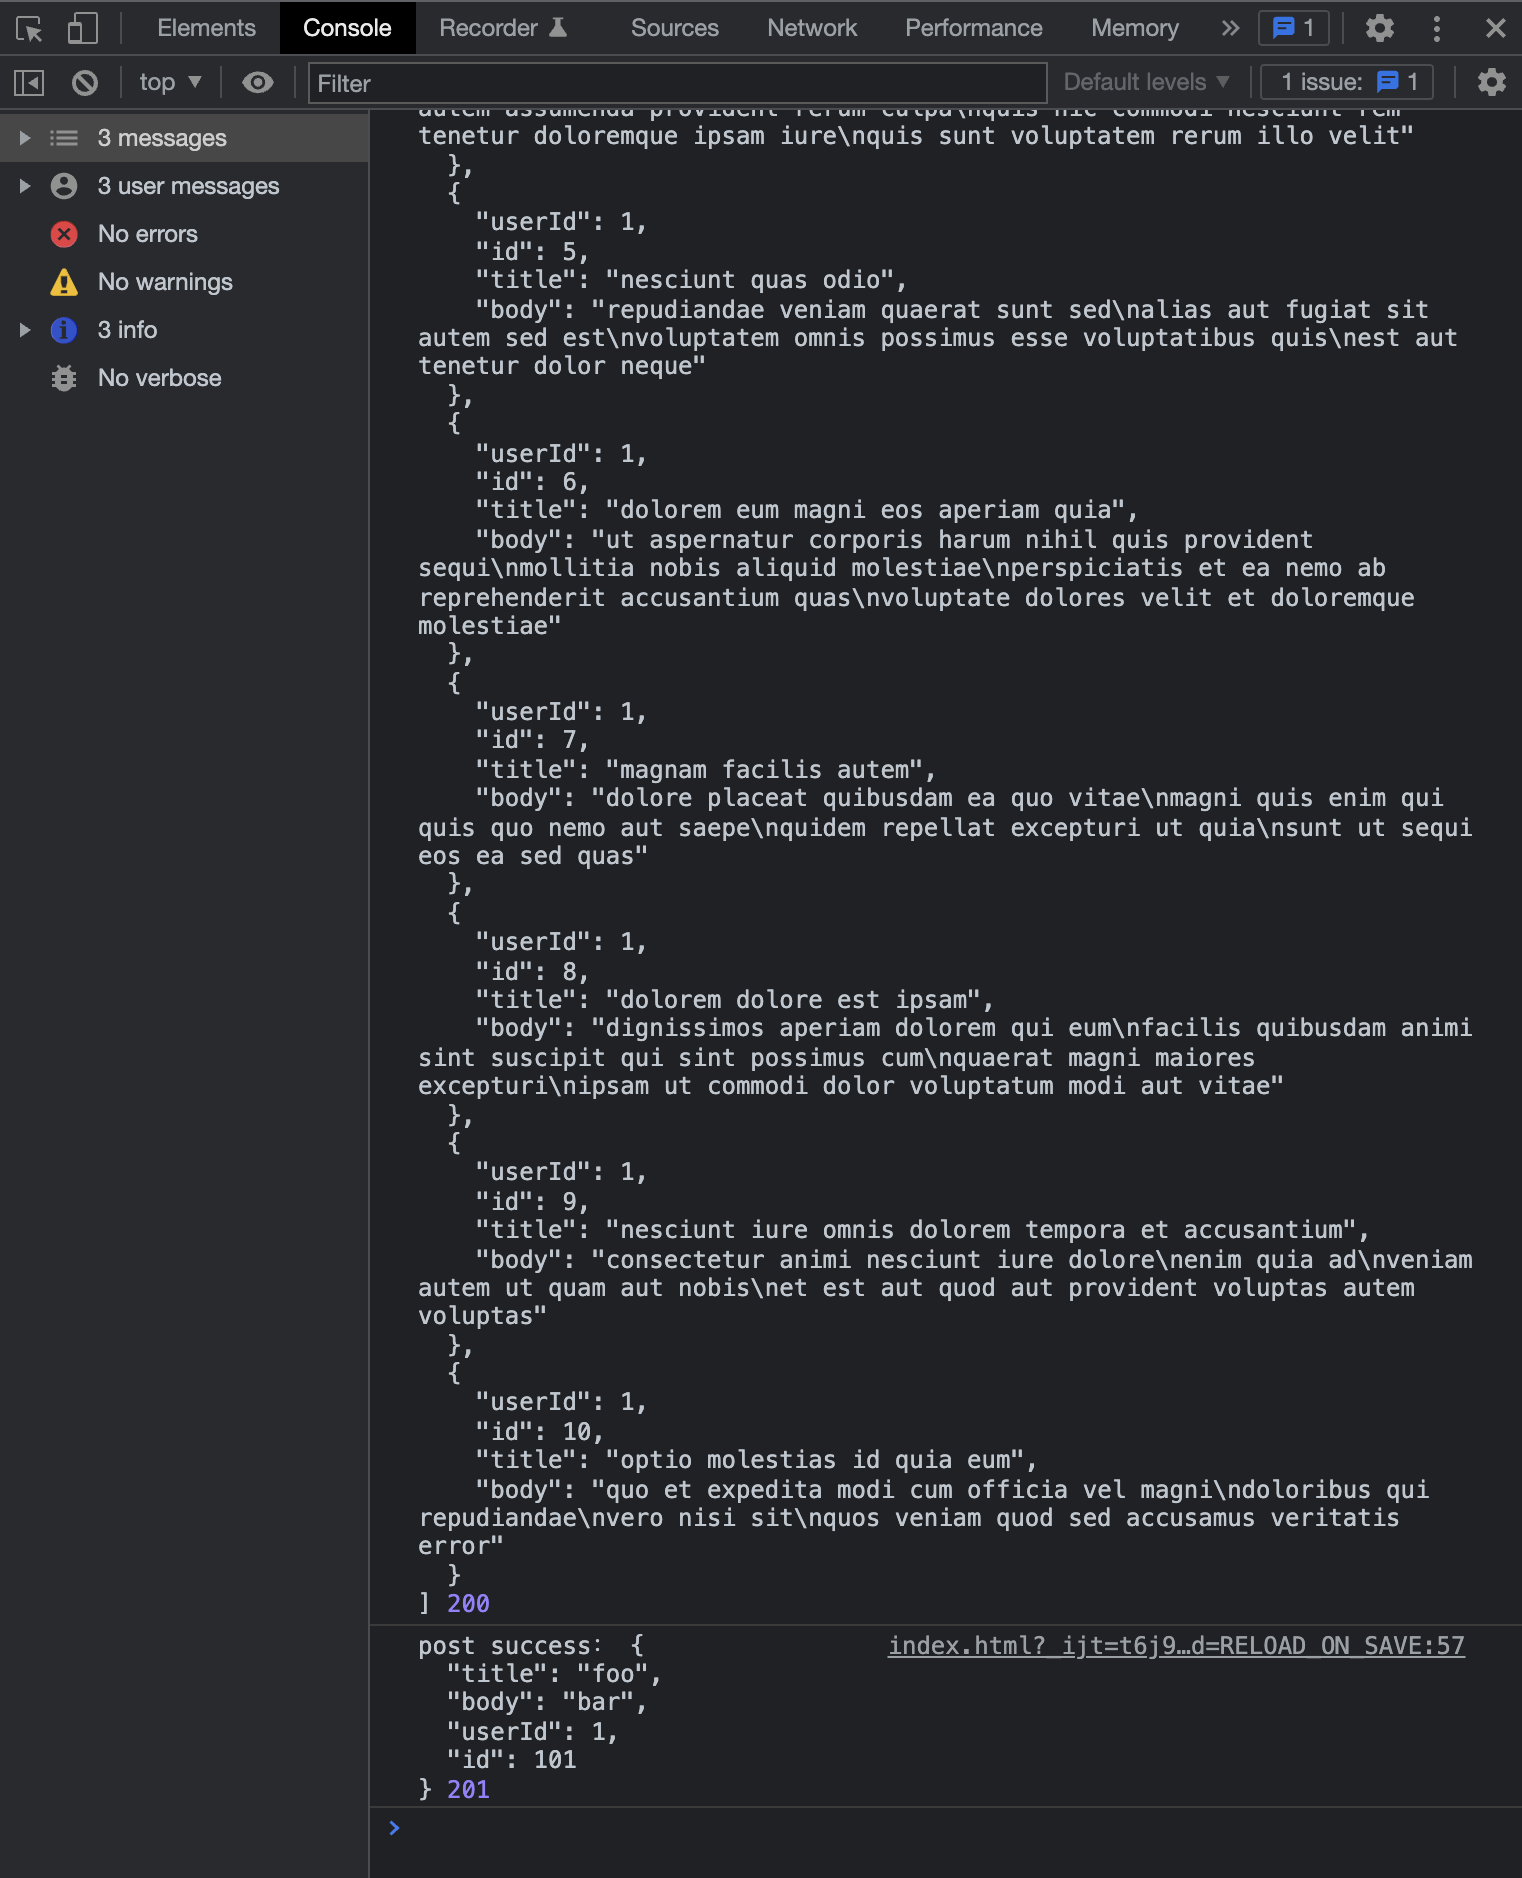 Elements Console Recorder Sources Network Performance Memory 1
top Filter Default levels 1 issue: 1
3 messages
3 user messages
No errors
No warnings
3 info
No verbose
autem assumenda provident rerum culpa\nquis hic commodi nesciunt rem
tenetur doloremque ipsam iure\nquis sunt voluptatem rerum illo velit"
},
{
"userId": 1,
"id": 5,
"title": "nesciunt quas odio",
"body": "repudiandae veniam quaerat sunt sed\nalias aut fugiat sit
autem sed est\nvoluptatem omnis possimus esse voluptatibus quis\nest aut
tenetur dolor neque"
},
{
"userId": 1,
"id": 6,
"title": "dolorem eum magni eos aperiam quia",
"body": "ut aspernatur corporis harum nihil quis provident
sequi\nmollitia nobis aliquid molestiae\nperspiciatis et ea nemo ab
reprehenderit accusantium quas\nvoluptate dolores velit et doloremque
molestiae"
},
{
"userId": 1,
"id": 7,
"title": "magnam facilis autem",
"body": "dolore placeat quibusdam ea quo vitae\nmagni quis enim qui
quis quo nemo aut saepe\nquidem repellat excepturi ut quia\nsunt ut sequi
eos ea sed quas"
},
{
"userId": 1,
"id": 8,
"title": "dolorem dolore est ipsam",
"body": "dignissimos aperiam dolorem qui eum\nfacilis quibusdam animi
sint suscipit qui sint possimus cum\nquaerat magni maiores
excepturi\nipsam ut commodi dolor voluptatum modi aut vitae"
},
{
"userId": 1,
"id": 9,
"title": "nesciunt iure omnis dolorem tempora et accusantium",
"body": "consectetur animi nesciunt iure dolore\nenim quia ad\nveniam
autem ut quam aut nobis\net est aut quod aut provident voluptas autem
voluptas"
},
{
"userId": 1,
"id": 10,
"title": "optio molestias id quia eum",
"body": "quo et expedita modi cum officia vel magni\ndoloribus qui
repudiandae\nvero nisi sit\nquos veniam quod sed accusamus veritatis
error"
}
] 200
post success: { index.html?_ijt=t6j9…d=RELOAD_ON_SAVE:57
"title": "foo",
"body": "bar",
"userId": 1,
"id": 101
} 201